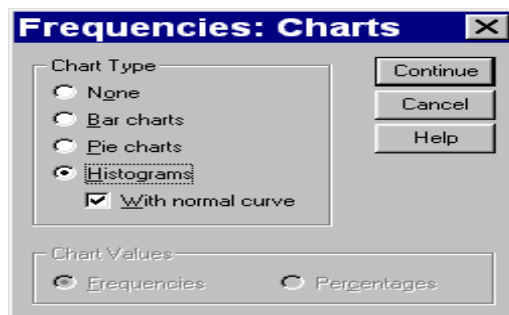 Frequencies: Charts
Chart Type
None
Bar charts
Pie charts
Histograms
With normal curve
Continue
Cancel
Help
Chart Values
Frequencies
Percentages